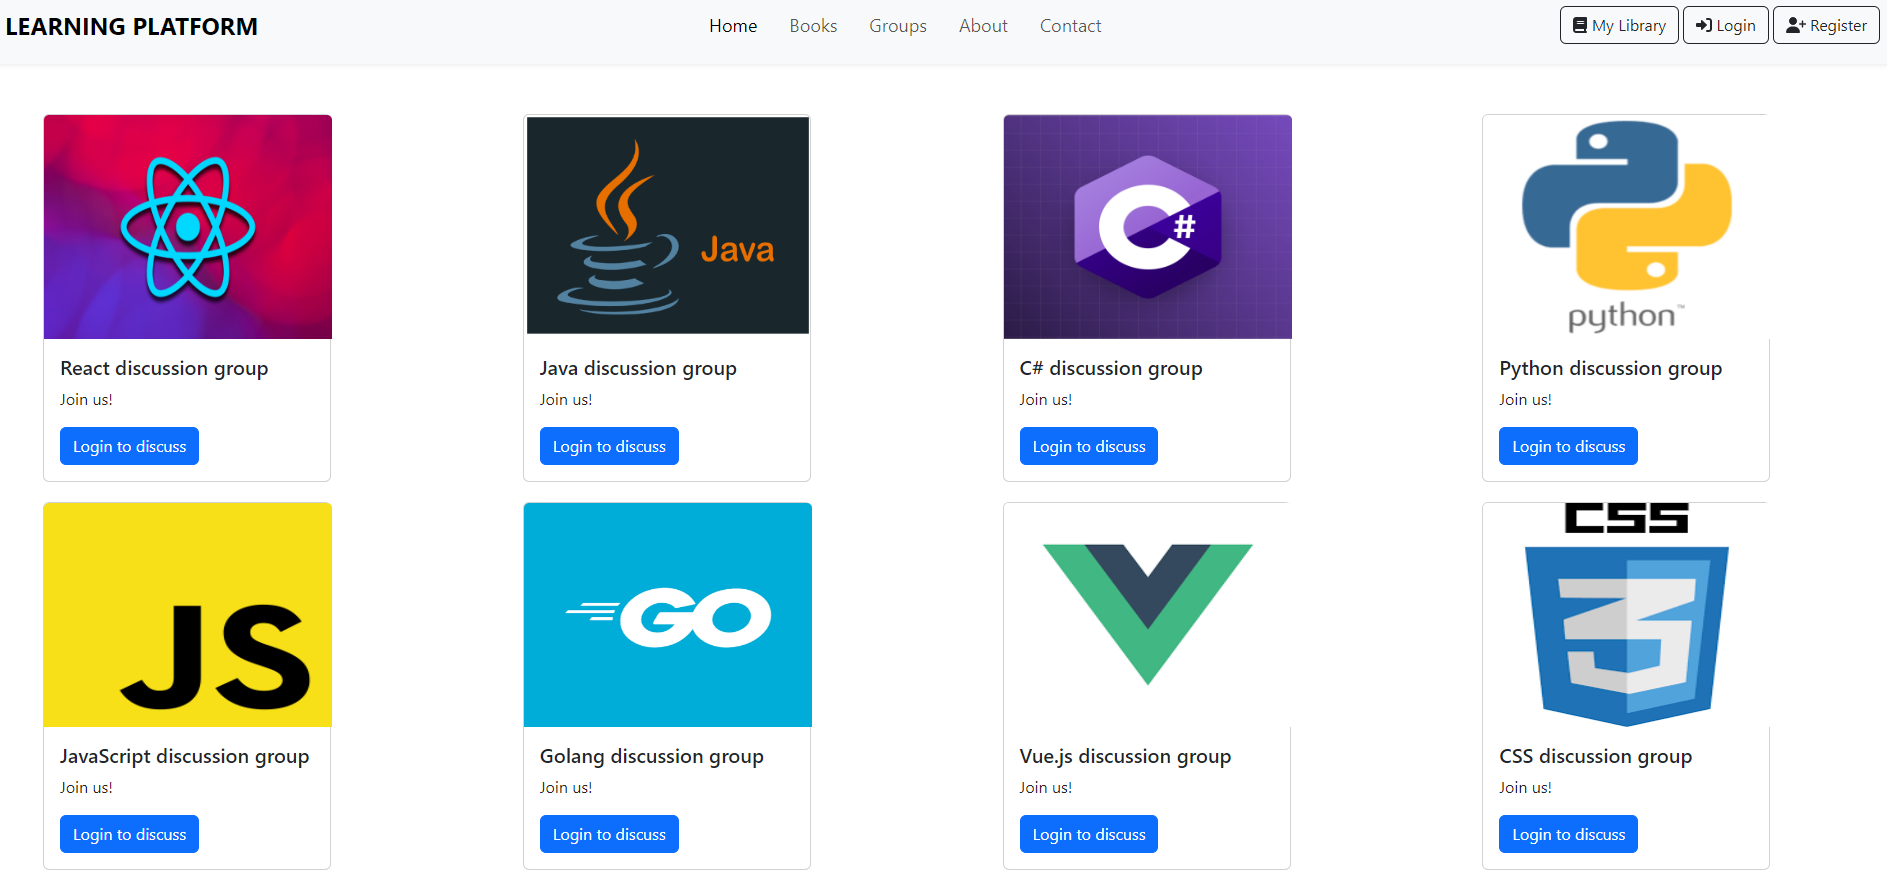 LEARNING PLATFORM
Home Books Groups About Contact
My Library Login Register
Java
C#
python™
React discussion group
Join us!
Login to discuss
Java discussion group
Join us!
Login to discuss
C# discussion group
Join us!
Login to discuss
Python discussion group
Join us!
Login to discuss
JS
GO
CSS
3
JavaScript discussion group
Join us!
Login to discuss
Golang discussion group
Join us!
Login to discuss
Vue.js discussion group
Join us!
Login to discuss
CSS discussion group
Join us!
Login to discuss